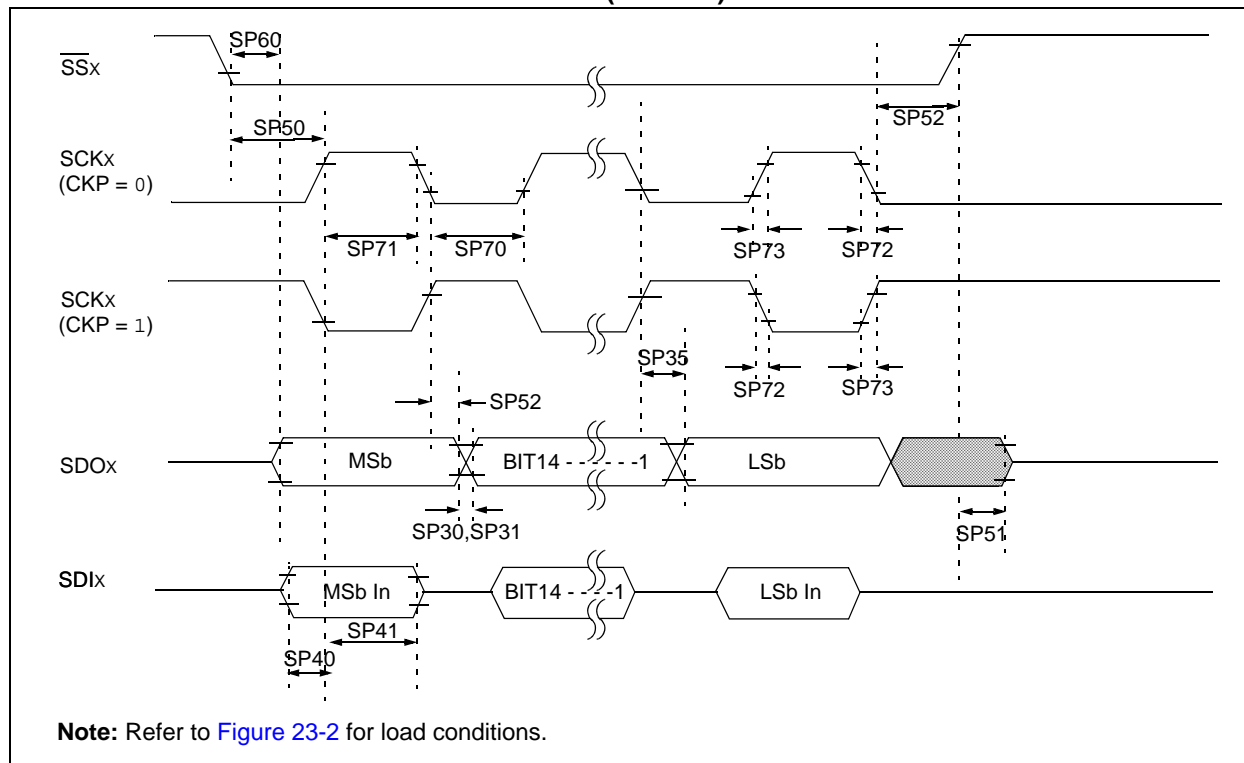 SP60
SSX
SP50
SP52
SCKX
(CKP = 0)
SP71
SP70
SP73
SP72
SCKX
(CKP = 1)
SP35
SP72
SP73
SP52
SDOX
MSb
BIT14 - - - - - -1
LSb
SP30,SP31
SP51
SDIX
MSb In
BIT14 - - - -1
LSb In
SP41
SP40
Note: Refer to Figure 23-2 for load conditions.